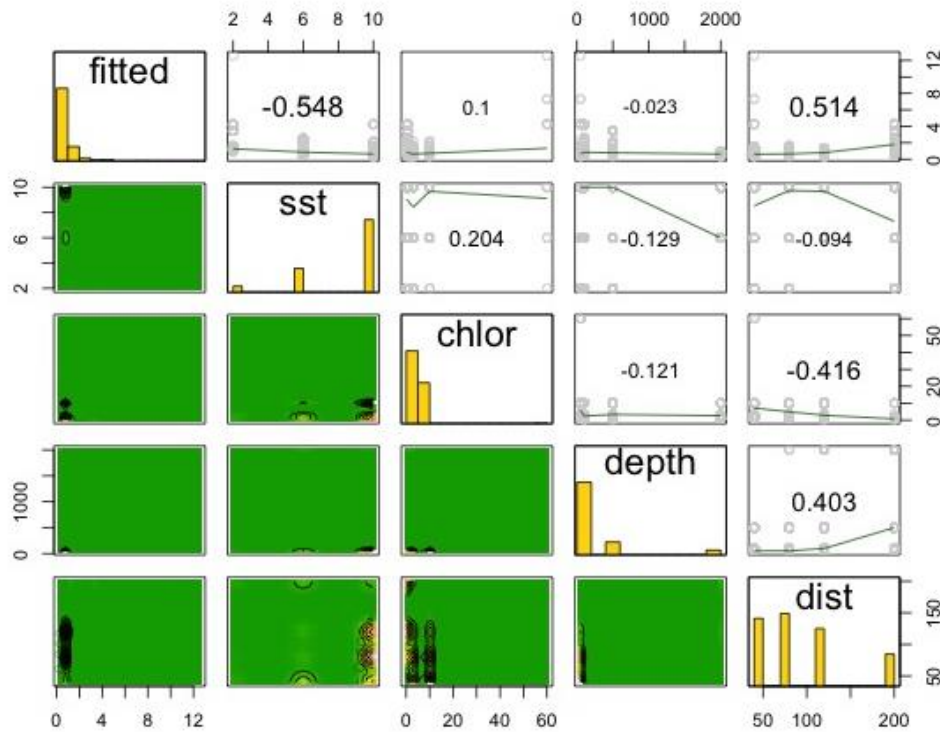 2 4 6 8 10 0 1000 2000
fitted -0.548 0.1 -0.023 0.514 0 4 8 12
2 6 10 sst 0.204 -0.129 -0.094
chlor -0.121 -0.416 0 20 50
0 1000 depth 0.403
dist 50 150
0 4 8 12 0 20 40 60 50 100 200